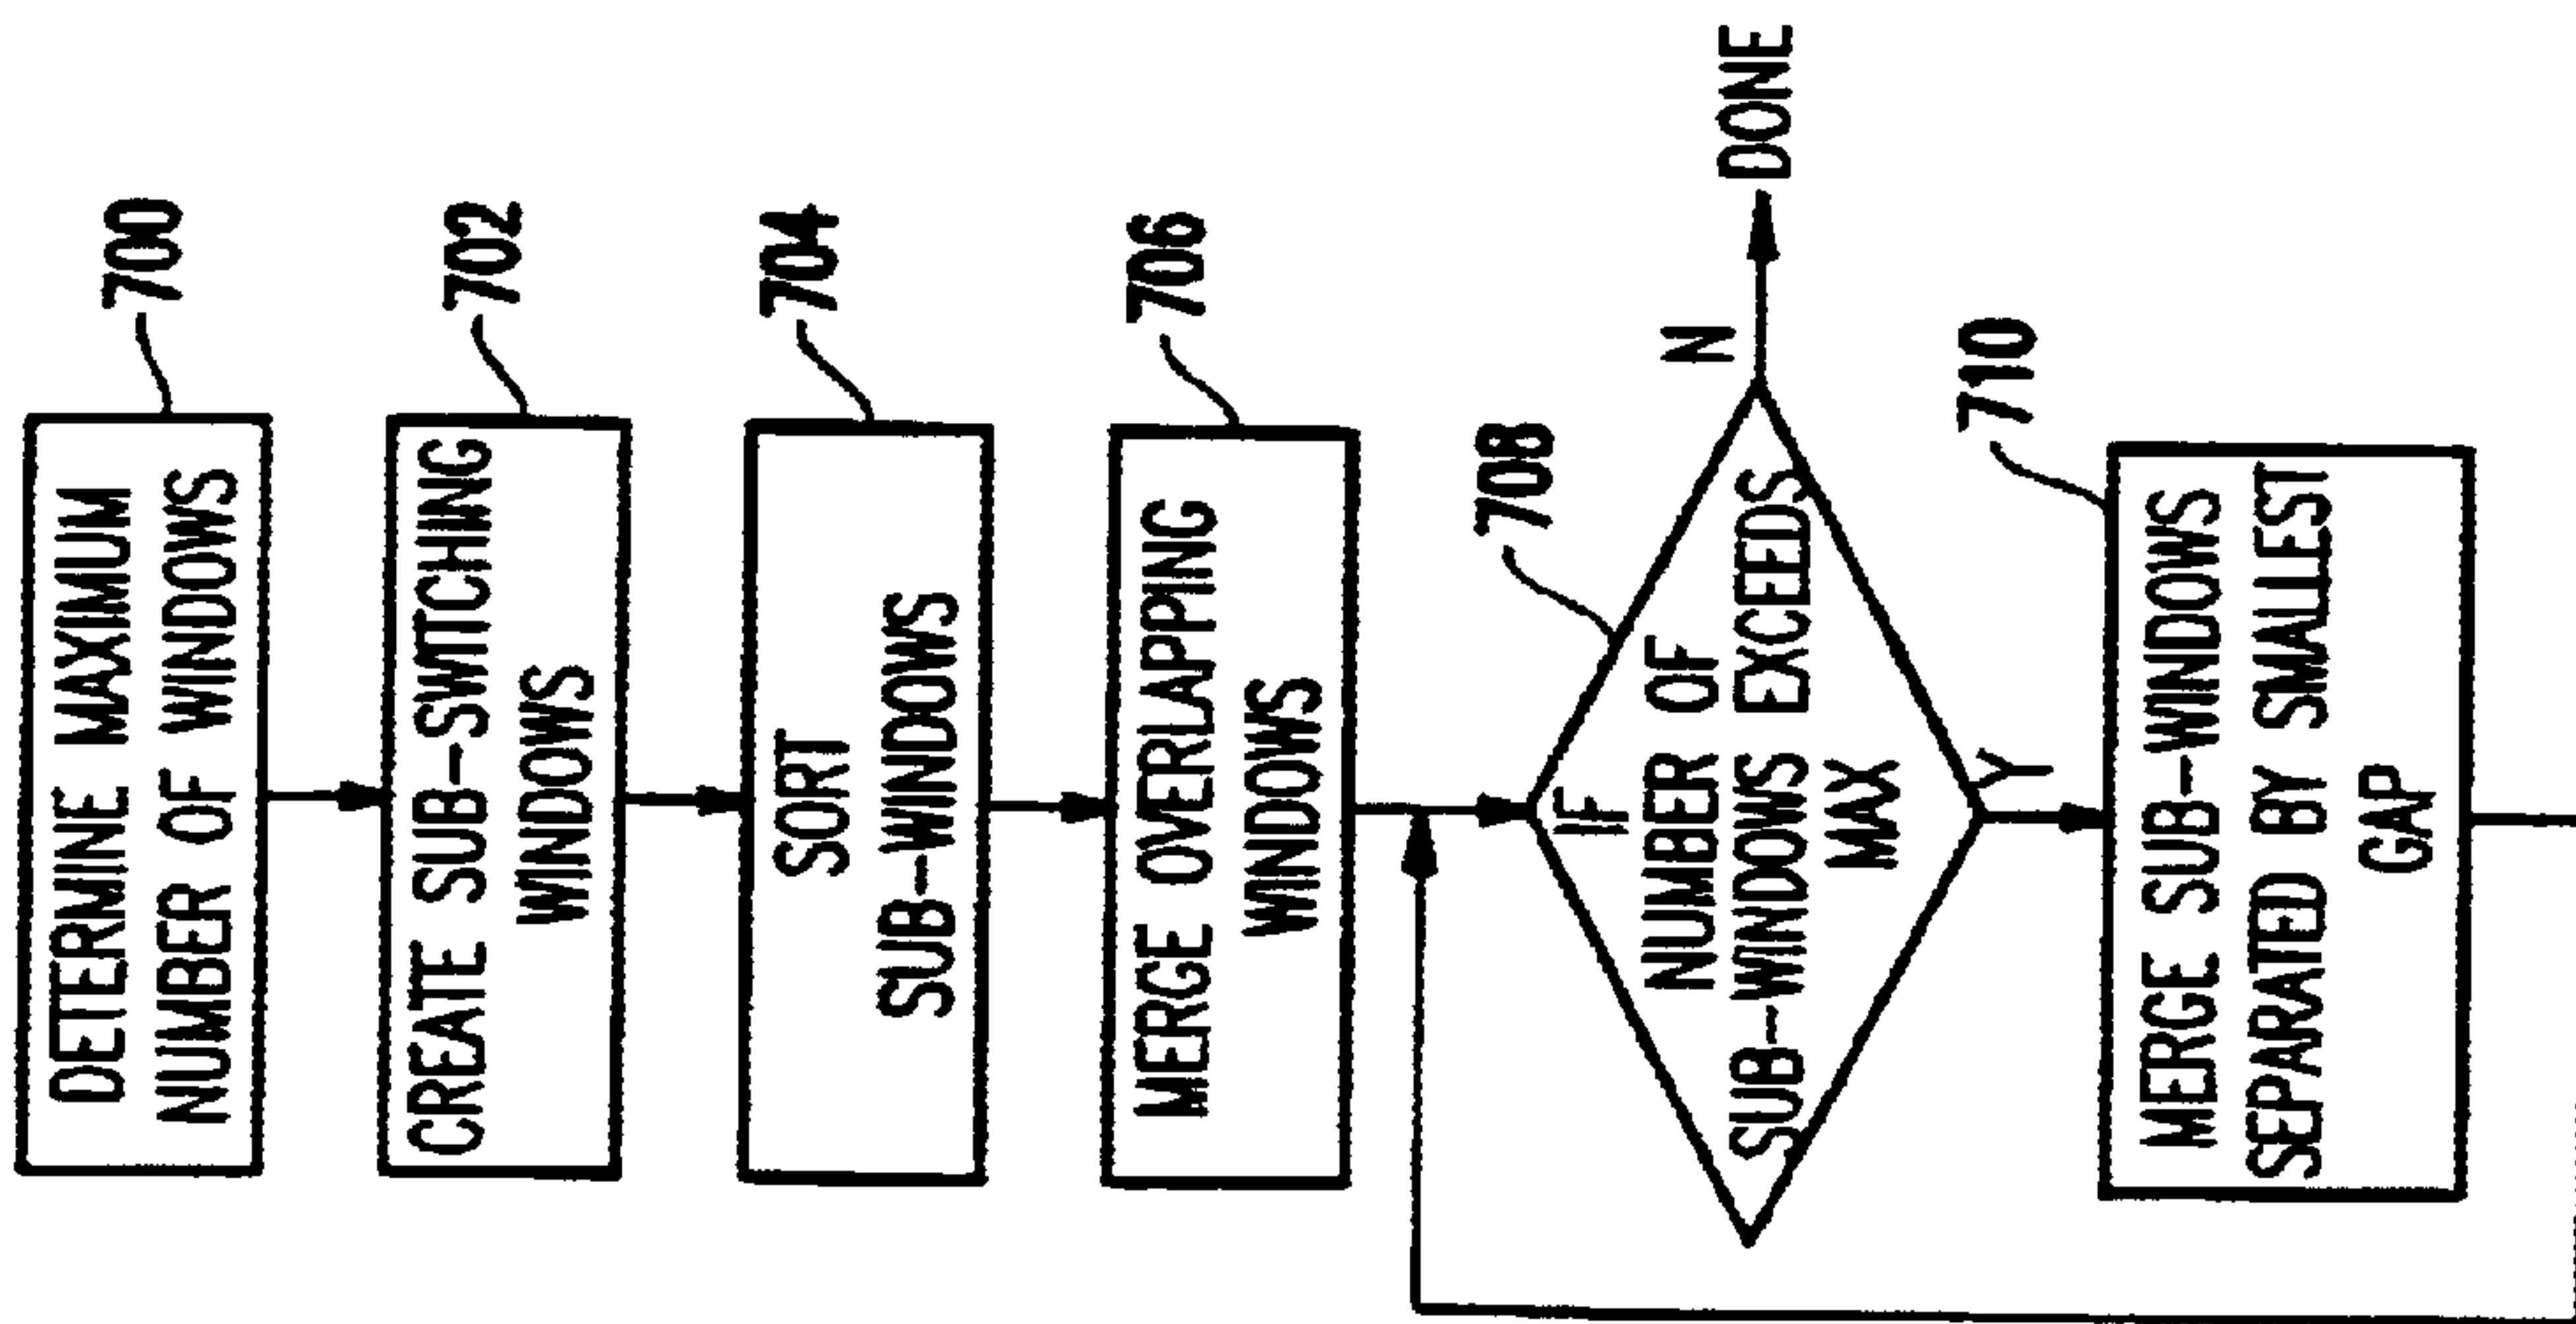 700
DETERMINE MAXIMUM
NUMBER OF WINDOWS
702
CREATE SUB-SWITCHING
WINDOWS
704
SORT
SUB-WINDOWS
706
MERGE OVERLAPPING
WINDOWS
708
IF
NUMBER OF
SUB-WINDOWS EXCEEDS
MAX
N
DONE
Y
710
MERGE SUB-WINDOWS
SEPARATED BY SMALLEST
GAP